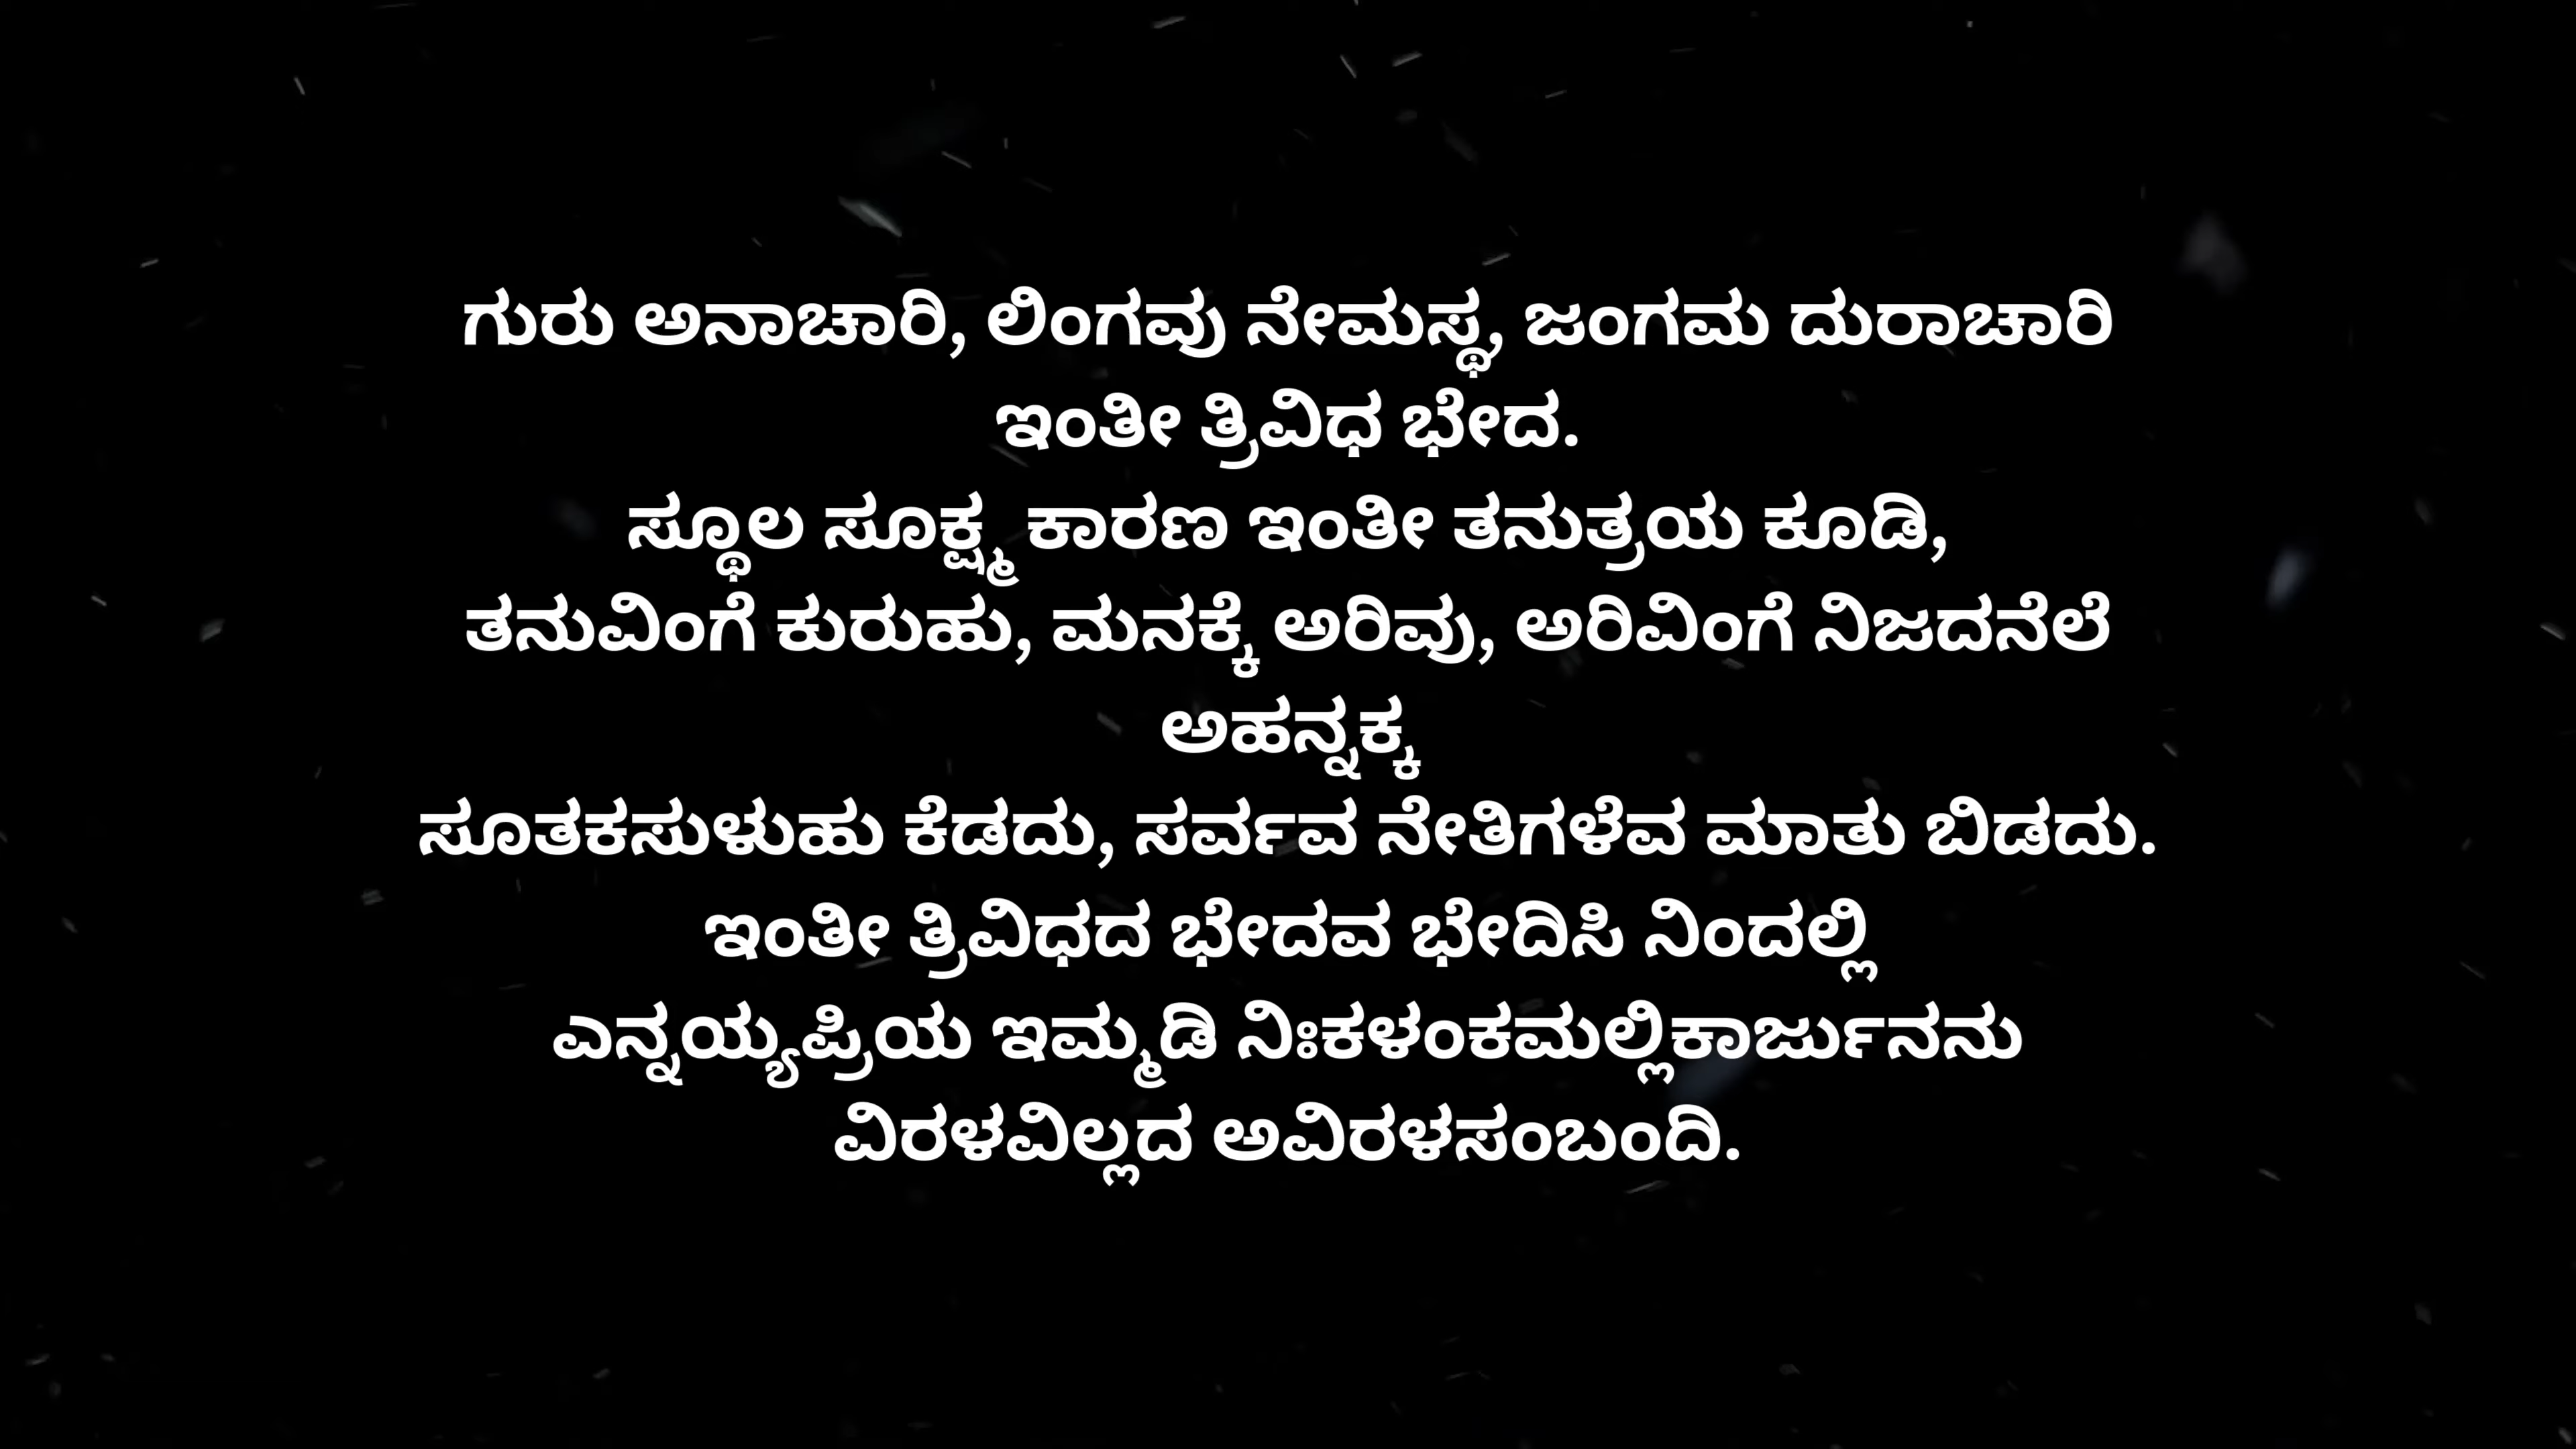 ಗುರು ಅನಾಚಾರಿ, ಲಿಂಗವು ನೇಮಸ್ಥ, ಜಂಗಮ ದುರಾಚಾರಿ
ಇಂತೀ ತ್ರಿವಿಧ ಭೇದ.
ಸ್ಥೂಲ ಸೂಕ್ಷ್ಮ ಕಾರಣ ಇಂತೀ ತನುತ್ರಯ ಕೂಡಿ,
ತನುವಿಂಗೆ ಕುರುಹು, ಮನಕ್ಕೆ ಅರಿವು, ಅರಿವಿಂಗೆ ನಿಜದನೆಲೆ
ಅಹನ್ನಕ್ಕ
ಸೂತಕಸುಳುಹು ಕೆಡದು, ಸರ್ವವ ನೇತಿಗಳೆವ ಮಾತು ಬಿಡದು.
ಇಂತೀ ತ್ರಿವಿಧದ ಭೇದವ ಭೇದಿಸಿ ನಿಂದಲ್ಲಿ
ಎನ್ನಯ್ಯಪ್ರಿಯ ಇಮ್ಮಡಿ ನಿಃಕಳಂಕಮಲ್ಲಿಕಾರ್ಜುನನು
ವಿರಳವಿಲ್ಲದ ಅವಿರಳಸಂಬಂದಿ.